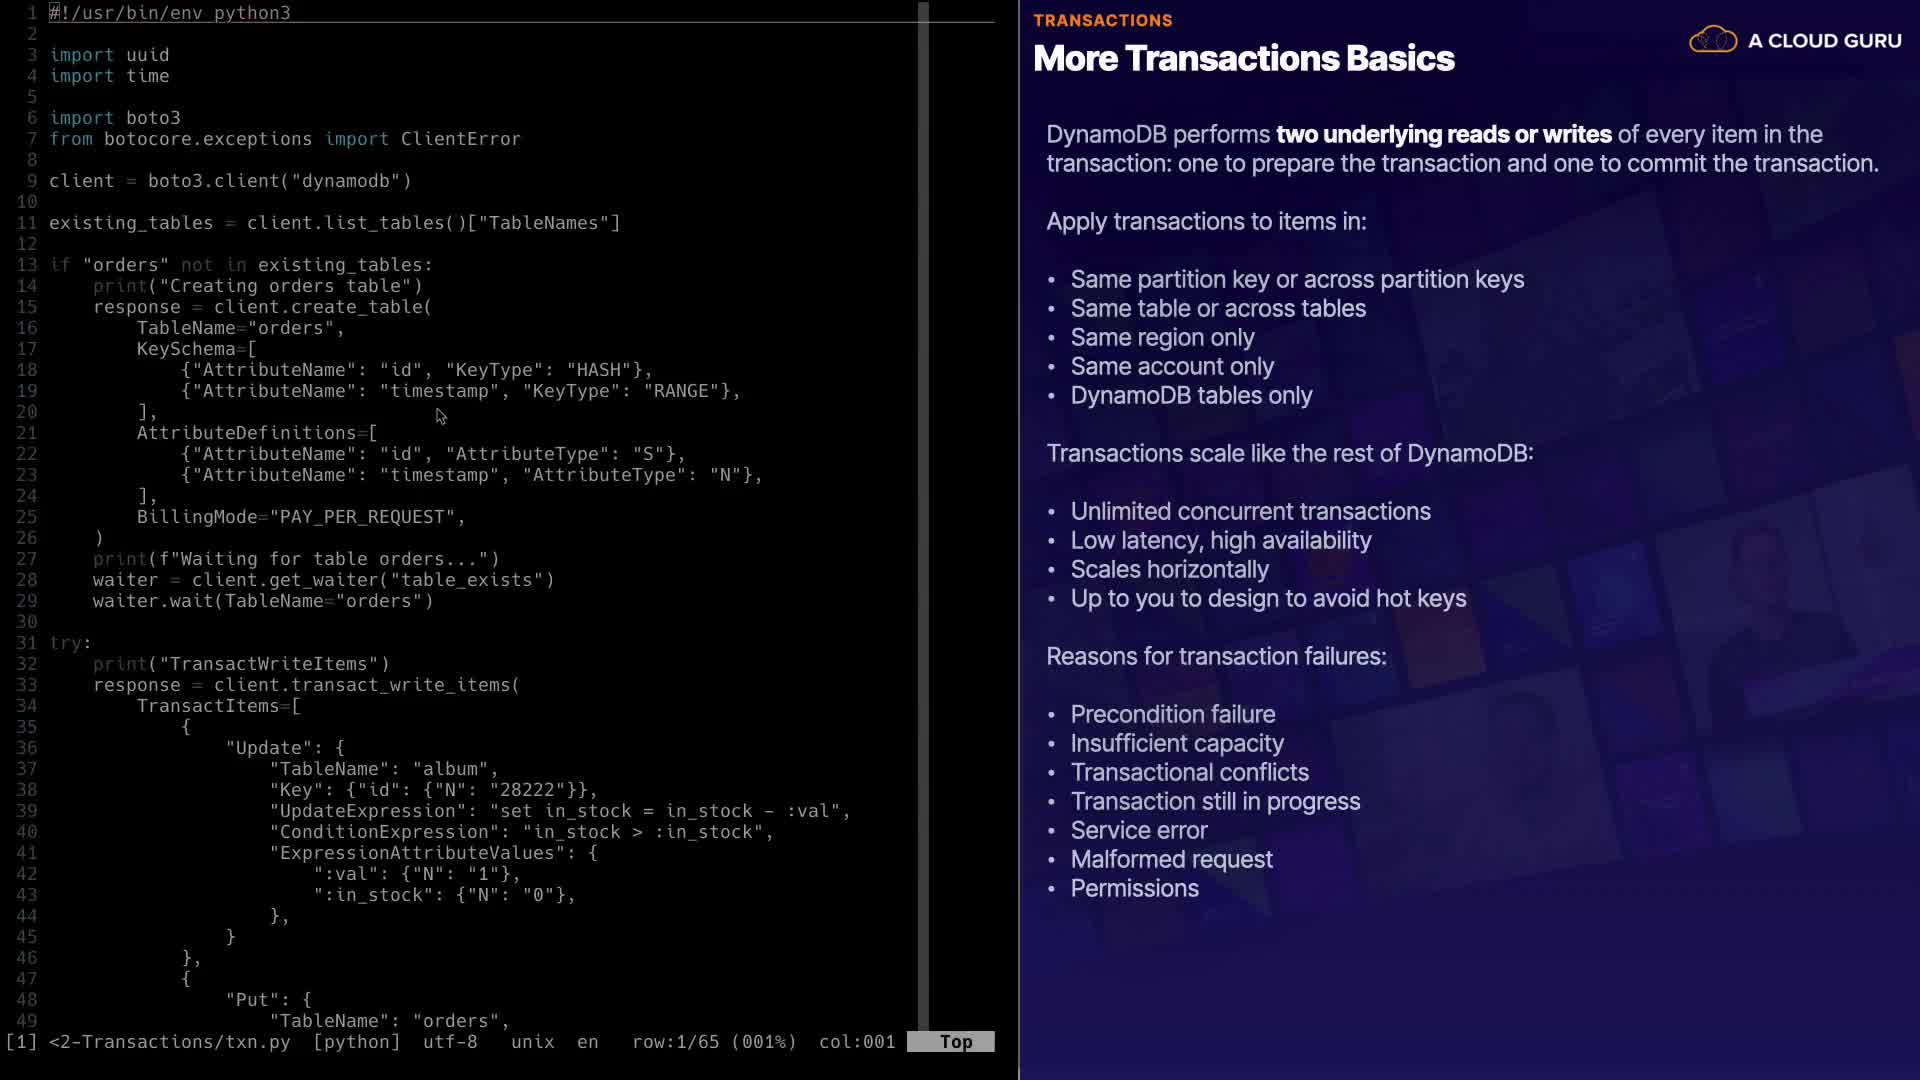 1 #!/usr/bin/env python3
2
3 import uuid
4 import time
5
6 import boto3
7 from botocore.exceptions import ClientError
8
9 client = boto3.client("dynamodb")
10
11 existing_tables = client.list_tables()["TableNames"]
12
13 if "orders" not in existing_tables:
14     print("Creating orders table")
15     response = client.create_table(
16         TableName="orders",
17         KeySchema=[
18             {"AttributeName": "id", "KeyType": "HASH"},
19             {"AttributeName": "timestamp", "KeyType": "RANGE"},
20         ],
21         AttributeDefinitions=[
22             {"AttributeName": "id", "AttributeType": "S"},
23             {"AttributeName": "timestamp", "AttributeType": "N"},
24         ],
25         BillingMode="PAY_PER_REQUEST",
26     )
27     print(f"Waiting for table orders...")
28     waiter = client.get_waiter("table_exists")
29     waiter.wait(TableName="orders")
30
31 try:
32     print("TransactWriteItems")
33     response = client.transact_write_items(
34         TransactItems=[
35             {
36                 "Update": {
37                     "TableName": "album",
38                     "Key": {"id": {"N": "28222"}},
39                     "UpdateExpression": "set in_stock = in_stock - :val",
40                     "ConditionExpression": "in_stock > :in_stock",
41                     "ExpressionAttributeValues": {
42                         ":val": {"N": "1"},
43                         ":in_stock": {"N": "0"},
44                     },
45                 }
46             },
47             {
48                 "Put": {
49                     "TableName": "orders",
[1] <2-Transactions/txn.py [python] utf-8 unix en row:1/65 (001%) col:001 Top
TRANSACTIONS
More Transactions Basics
A CLOUD GURU
DynamoDB performs two underlying reads or writes of every item in the
transaction: one to prepare the transaction and one to commit the transaction.
Apply transactions to items in:
• Same partition key or across partition keys
• Same table or across tables
• Same region only
• Same account only
• DynamoDB tables only
Transactions scale like the rest of DynamoDB:
• Unlimited concurrent transactions
• Low latency, high availability
• Scales horizontally
• Up to you to design to avoid hot keys
Reasons for transaction failures:
• Precondition failure
• Insufficient capacity
• Transactional conflicts
• Transaction still in progress
• Service error
• Malformed request
• Permissions